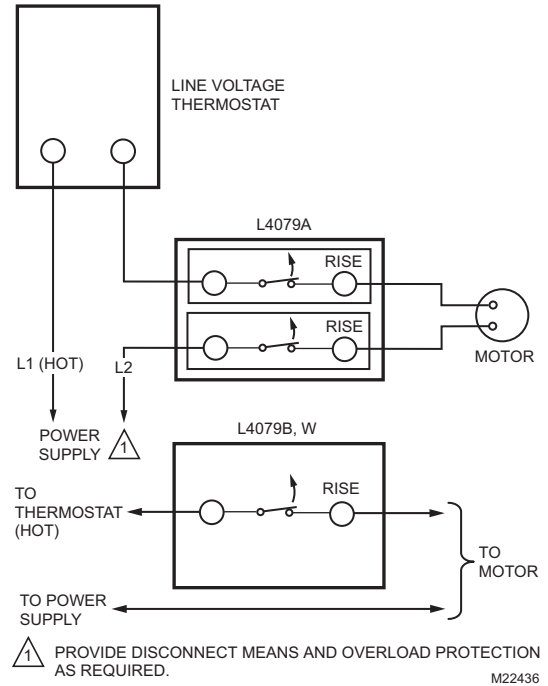 LINE VOLTAGE
THERMOSTAT
L4079A
RISE
RISE
MOTOR
L1 (HOT)
L2
POWER
SUPPLY
1
L4079B, W
RISE
TO
THERMOSTAT
(HOT)
TO
MOTOR
TO POWER
SUPPLY
1 PROVIDE DISCONNECT MEANS AND OVERLOAD PROTECTION
AS REQUIRED.
M22436